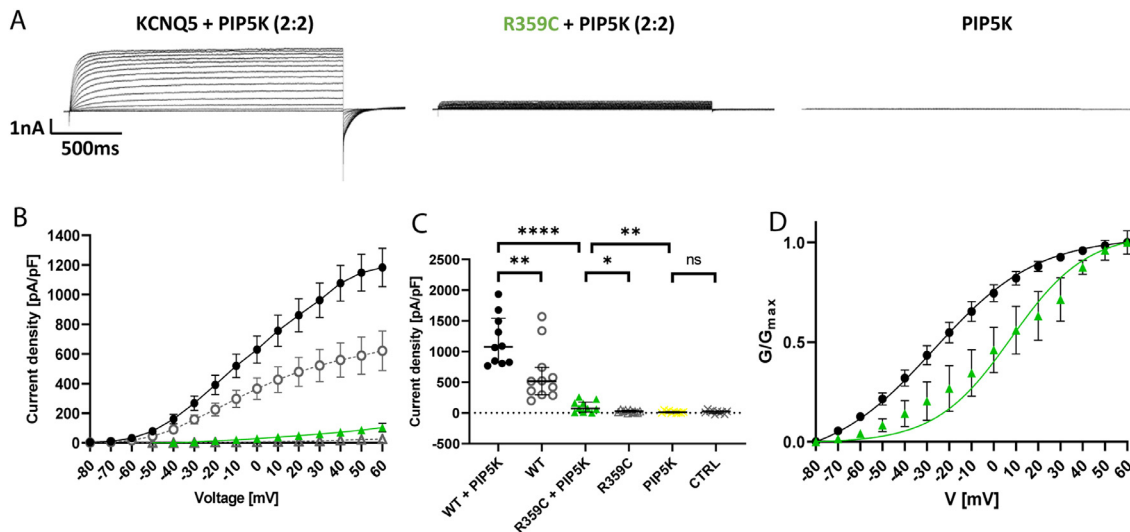 A
KCNQ5 + PIP5K (2:2)
R359C + PIP5K (2:2)
PIP5K
1nA
500ms
B
Current density [pA/pF]
1400
1200
1000
800
600
400
200
0
-80 -70 -60 -50 -40 -30 -20 -10 0 10 20 30 40 50 60
Voltage [mV]
C
Current density [pA/pF]
**** **
** * ns
2500
2000
1500
1000
500
0
-500
WT + PIP5K
WT
R359C + PIP5K
R359C
PIP5K
CTRL
D
G/Gmax
1.0
0.0
-80 -70 -60 -50 -40 -30 -20 -10 0 10 20 30 40 50 60
V [mV]